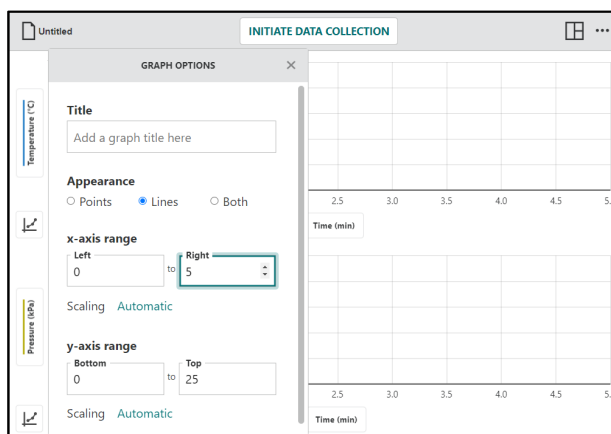 Untitled
INITIATE DATA COLLECTION
GRAPH OPTIONS
Title
Add a graph title here
Appearance
Points Lines Both
x-axis range
Left
0
to
Right
5
Scaling Automatic
y-axis range
Bottom
0
to
Top
25
Scaling Automatic
Temperature (°C)
2.5 3.0 3.5 4.0 4.5 5.
Time (min)
Pressure (kPa)
2.5 3.0 3.5 4.0 4.5 5.
Time (min)